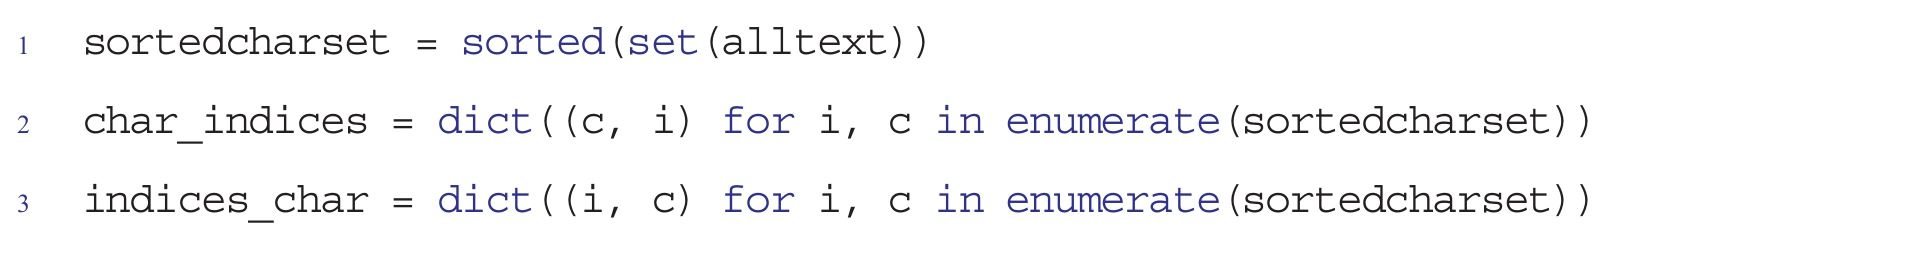 1 sortedcharset = sorted(set(alltext))
2 char_indices = dict((c, i) for i, c in enumerate(sortedcharset))
3 indices_char = dict((i, c) for i, c in enumerate(sortedcharset))